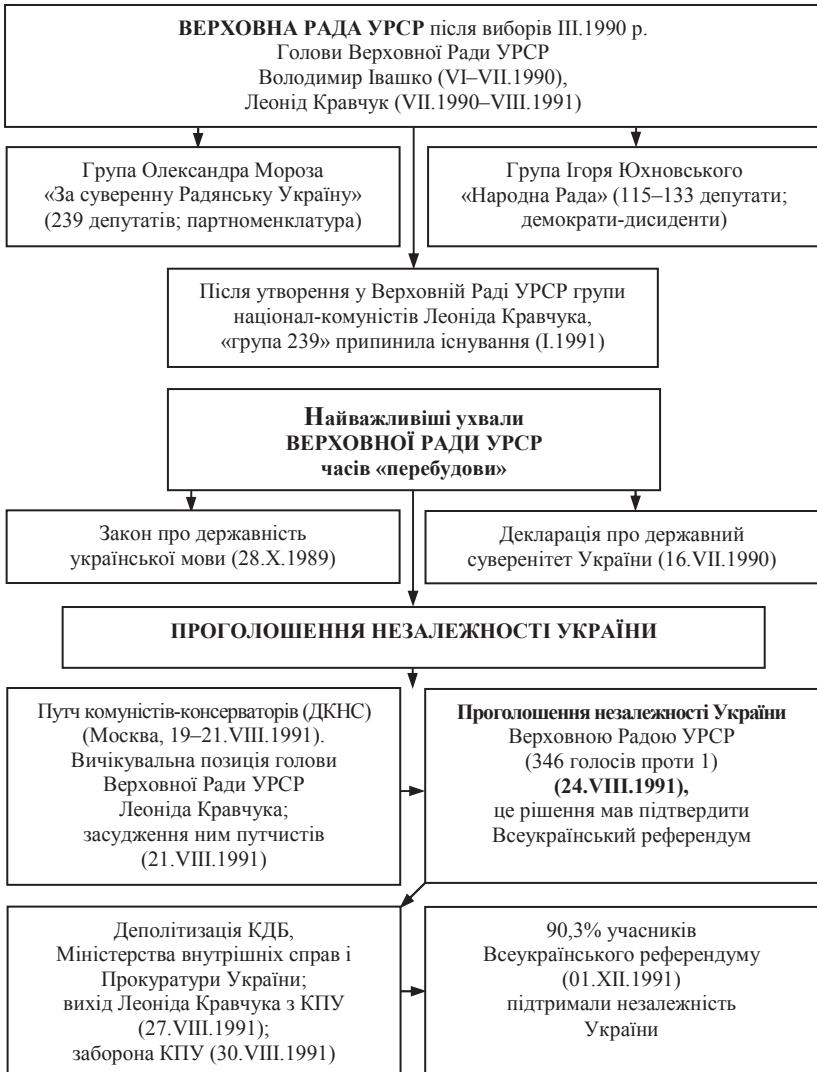 ВЕРХОВНА РАДА УРСР після виборів III.1990 р.
Голови Верховної Ради УРСР
Володимир Івашко (VI–VII.1990),
Леонід Кравчук (VII.1990–VIII.1991)
Група Олександра Мороза
«За суверенну Радянську Україну»
(239 депутатів; партноменклатура)
Група Ігоря Юхновського
«Народна Рада» (115–133 депутати;
демократи-дисиденти)
Після утворення у Верховній Раді УРСР групи
націонал-комуністів Леоніда Кравчука,
«група 239» припинила існування (I.1991)
Найважливіші ухвали
ВЕРХОВНОЇ РАДИ УРСР
часів «перебудови»
Закон про державність
української мови (28.X.1989)
Декларація про державний
суверенітет України (16.VII.1990)
ПРОГОЛОШЕННЯ НЕЗАЛЕЖНОСТІ УКРАЇНИ
Путч комуністів-консерваторів (ДКНС)
(Москва, 19–21.VIII.1991).
Вичікувальна позиція голови
Верховної Ради УРСР
Леоніда Кравчука;
засудження ним путчистів
(21.VIII.1991)
Проголошення незалежності України
Верховною Радою УРСР
(346 голосів проти 1)
(24.VIII.1991),
це рішення мав підтвердити
Всеукраїнський референдум
Деполітизація КДБ,
Міністерства внутрішніх справ і
Прокуратури України;
вихід Леоніда Кравчука з КПУ
(27.VIII.1991);
заборона КПУ (30.VIII.1991)
90,3% учасників
Всеукраїнського референдуму
(01.XII.1991)
підтримали незалежність
України